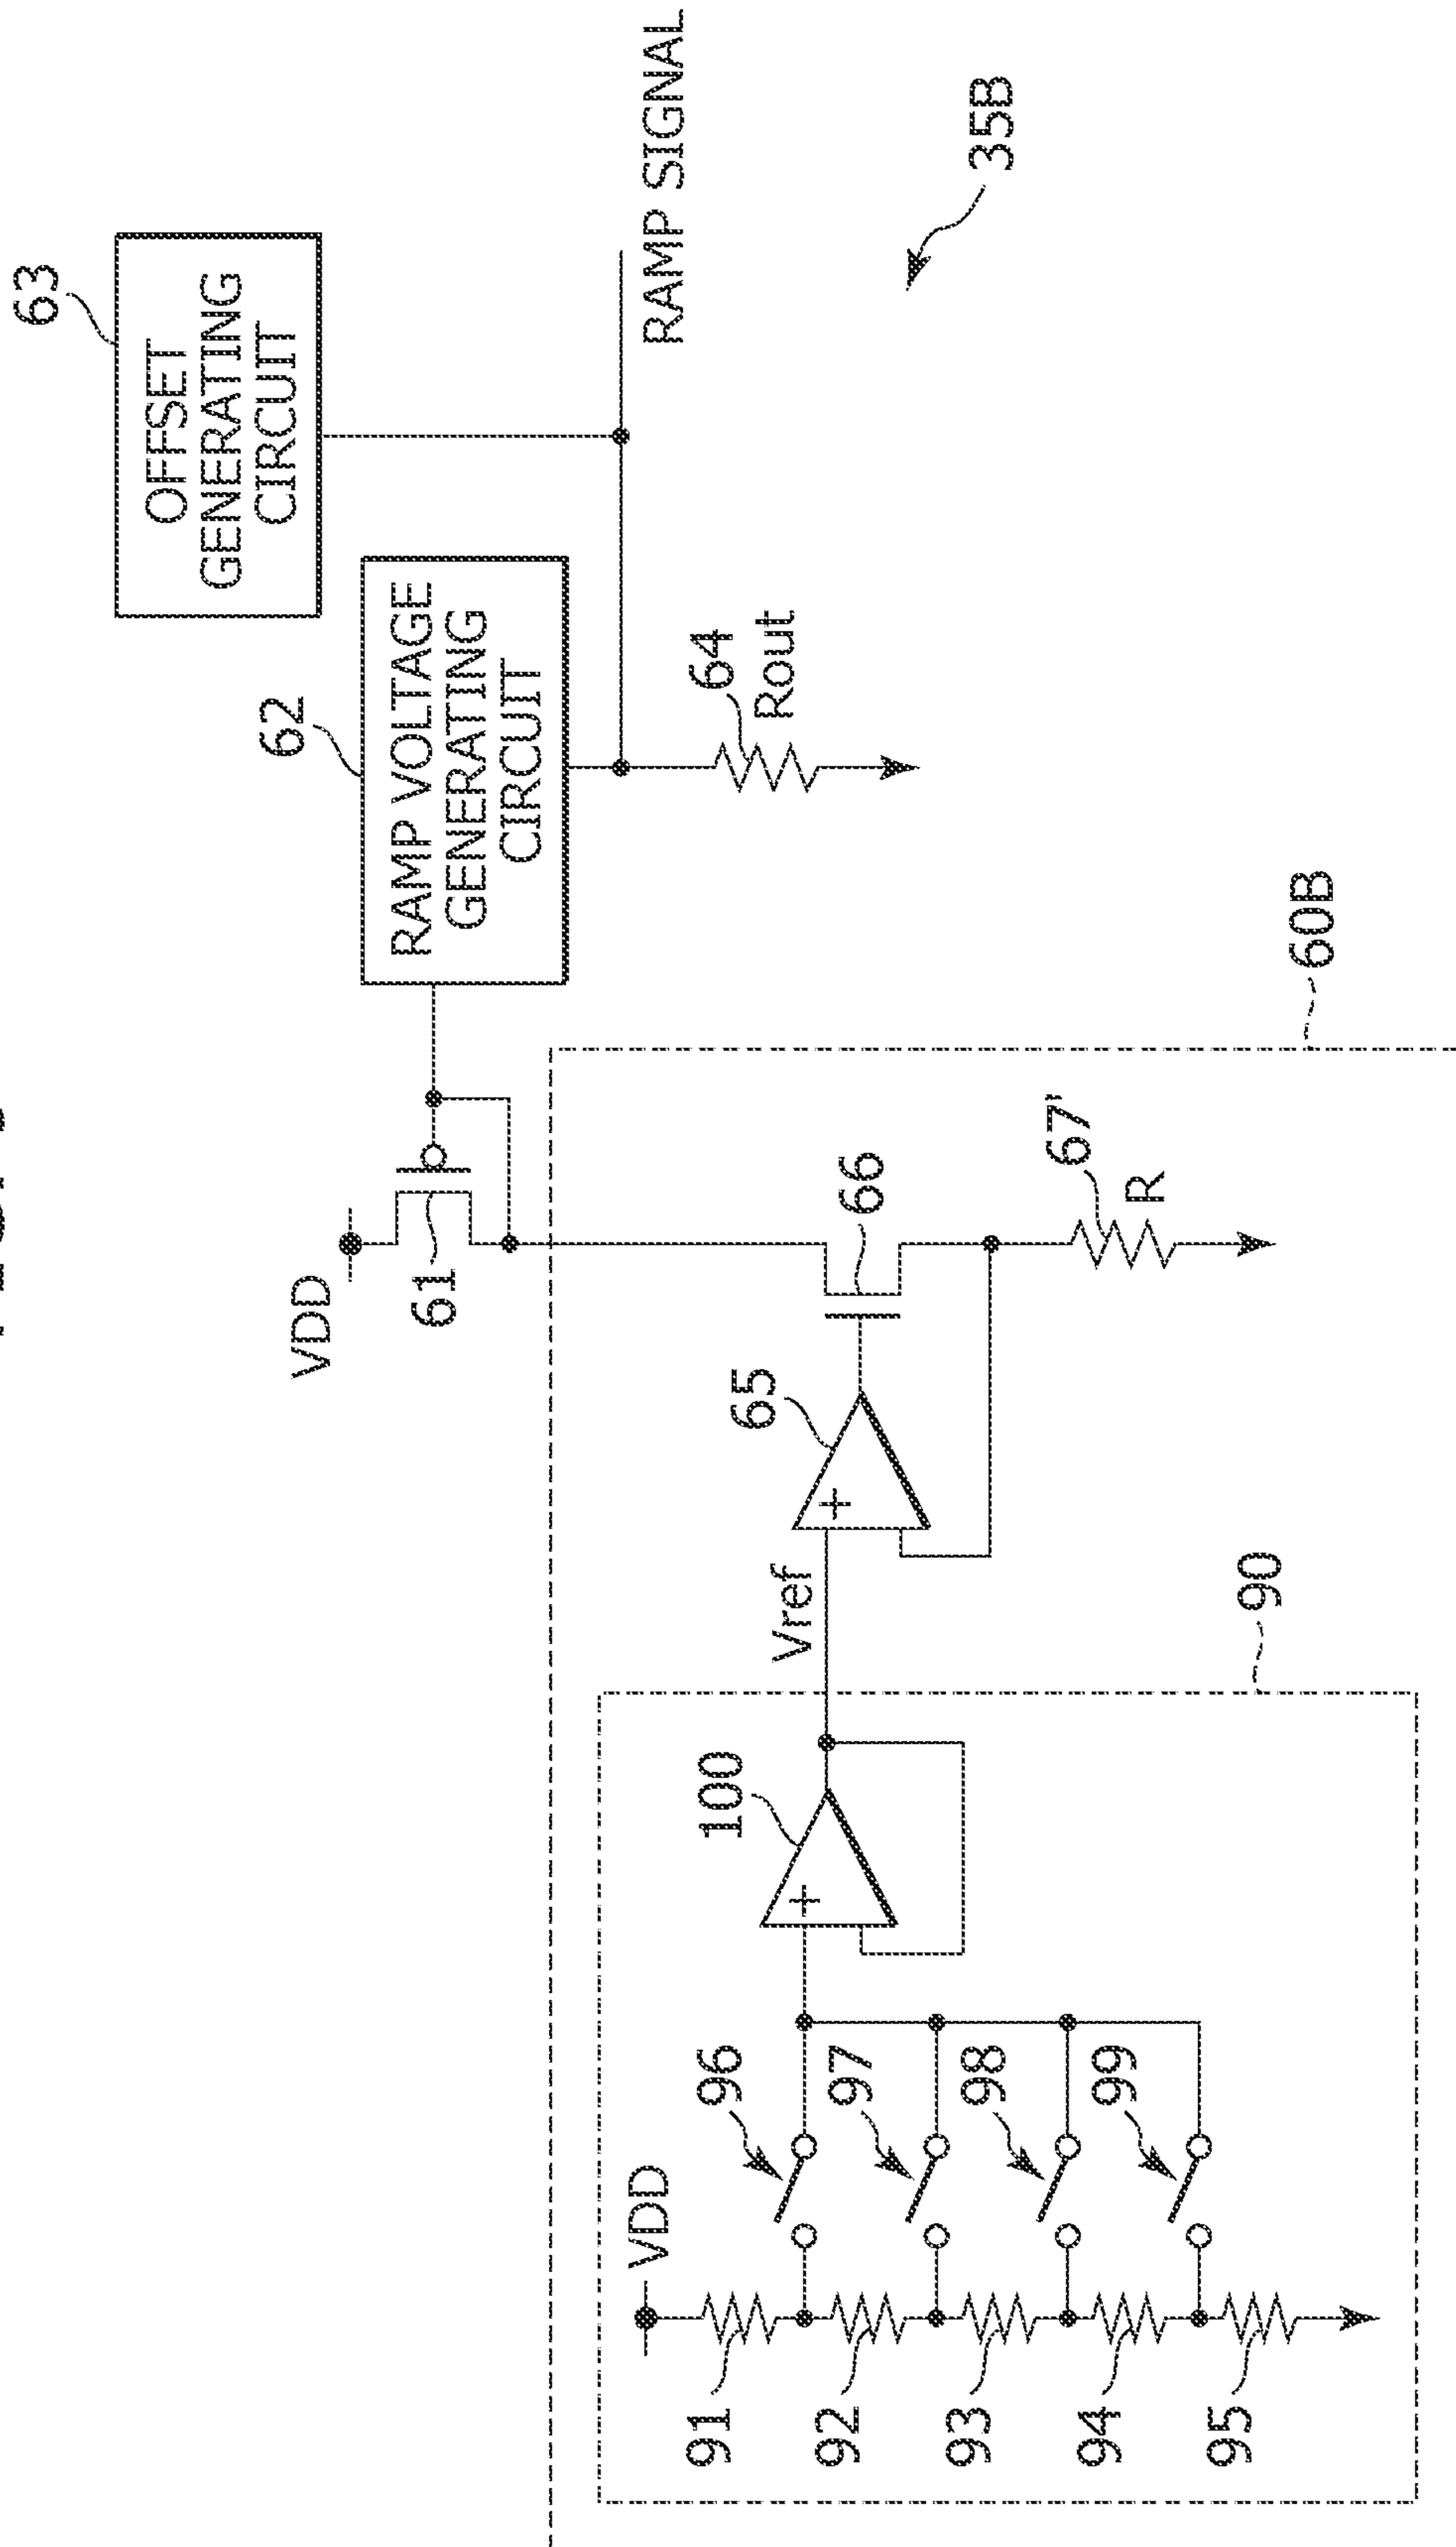 63
OFFSET
GENERATING
CIRCUIT
62
RAMP VOLTAGE
GENERATING
CIRCUIT
RAMP SIGNAL
64
Rout
35B
VDD
61
60B
66
65
67'
R
Vref
90
100
VDD
96
97
98
99
91
92
93
94
95